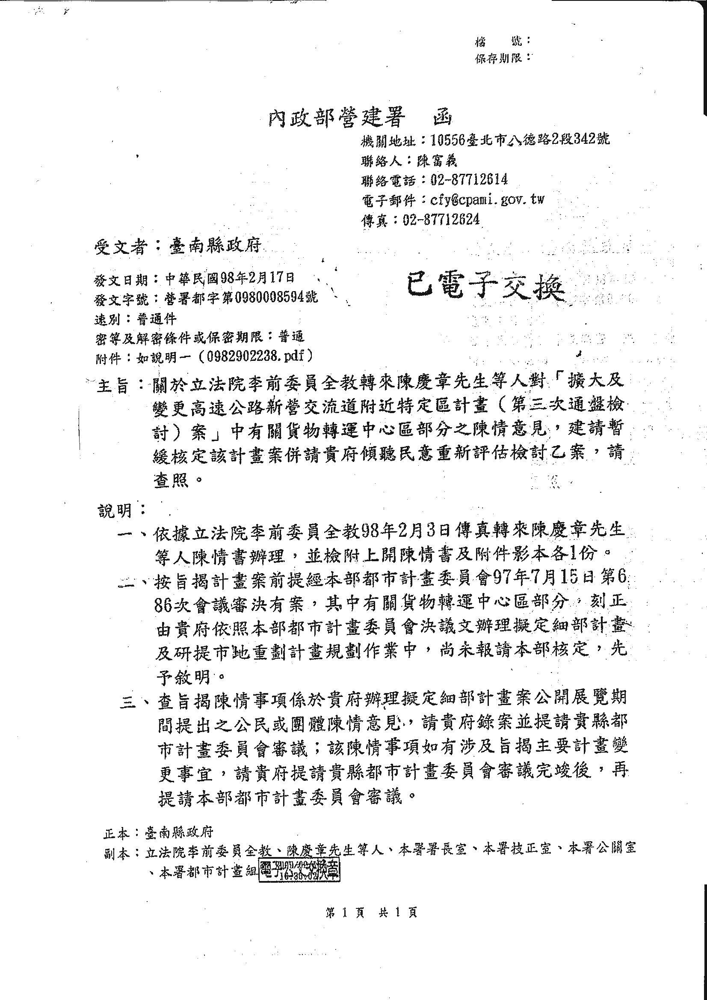 檔　　號：
保存期限：
內政部營建署　函
機關地址：10556臺北市八德路2段342號
聯絡人：陳富義
聯絡電話：02-87712614
電子郵件：cfy@cpami.gov.tw
傳真：02-87712624
受文者：臺南縣政府
發文日期：中華民國98年2月17日
已電子交換
發文字號：營署都字第0980008594號
速別：普通件
密等及解密條件或保密期限：普通
附件：如說明一（0982902238.pdf）
主旨：關於立法院李前委員全教轉來陳慶章先生等人對「擴大及
變更高速公路新營交流道附近特定區計畫（第三次通盤檢
討）案」中有關貨物轉運中心區部分之陳情意見，建請暫
緩核定該計畫案併請貴府傾聽民意重新評估檢討乙案，請
查照。
說明：
一、依據立法院李前委員全教98年2月3日傳真轉來陳慶章先生
等人陳情書辦理，並檢附上開陳情書及附件影本各1份。
二、按旨揭計畫案前提經本部都市計畫委員會97年7月15日第6
86次會議審決有案，其中有關貨物轉運中心區部分，刻正
由貴府依照本部都市計畫委員會決議文辦理擬定細部計畫
及研提市地重劃計畫規劃作業中，尚未報請本部核定，先
予敘明。
三、查旨揭陳情事項係於貴府辦理擬定細部計畫案公開展覽期
間提出之公民或團體陳情意見，請貴府錄案並提請貴縣都
市計畫委員會審議；該陳情事項如有涉及旨揭主要計畫變
更事宜，請貴府提請貴縣都市計畫委員會審議完竣後，再
提請本部都市計畫委員會審議。
正本：臺南縣政府
副本：立法院李前委員全教、陳慶章先生等人、本署署長室、本署技正室、本署公關室
、本署都市計畫組
第 1 頁　共 1 頁